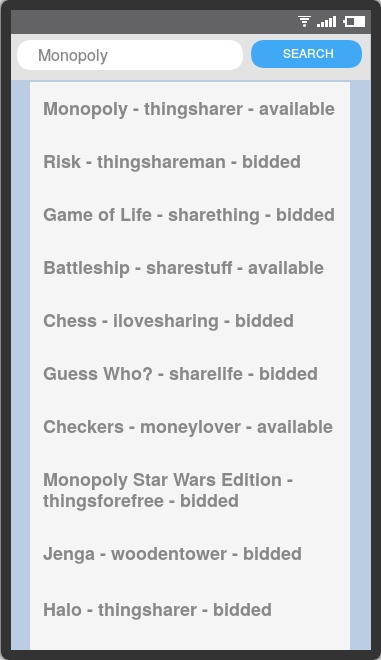 Monopoly
SEARCH
Monopoly - thingsharer - available
Risk - thingshareman - bidded
Game of Life - sharething - bidded
Battleship - sharestuff - available
Chess - ilovesharing - bidded
Guess Who? - sharelife - bidded
Checkers - moneylover - available
Monopoly Star Wars Edition -
thingsforefree - bidded
Jenga - woodentower - bidded
Halo - thingsharer - bidded